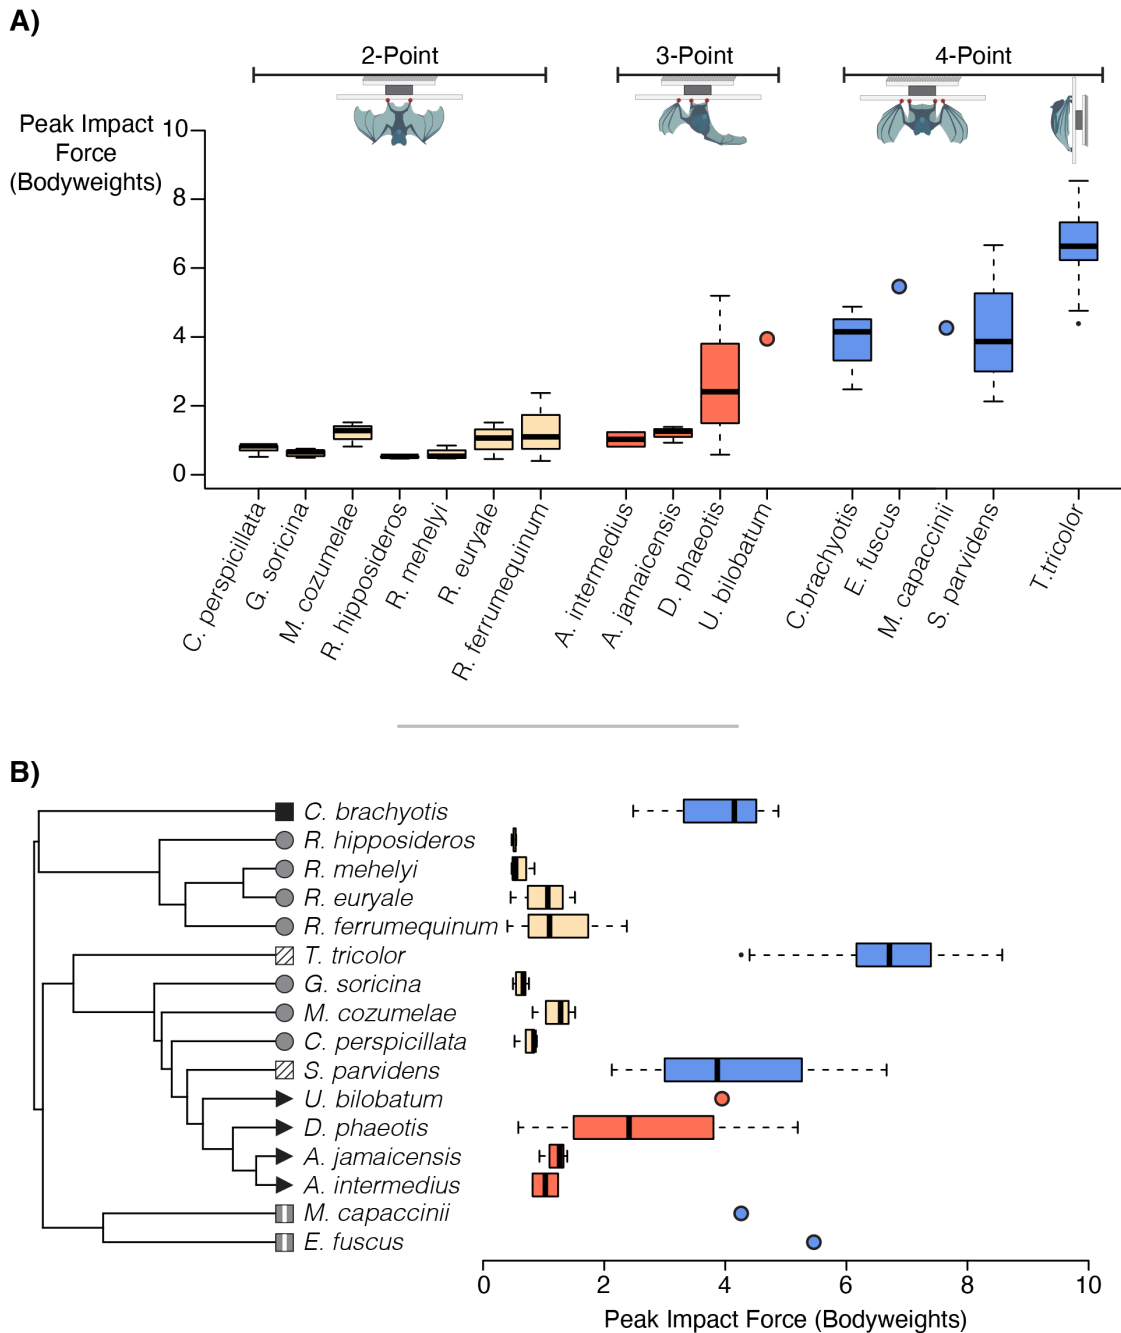 A)
2-Point
3-Point
4-Point
Peak Impact
Force
(Bodyweights)
10
8
6
4
2
0
C. perspicillata
G. soricina
M. cozumelae
R. hipposideros
R. mehelyi
R. euryale
R. ferrumequinum
A. intermedius
A. jamaicensis
D. phaeotis
U. bilobatum
C.brachyotis
E. fuscus
M. capaccinii
S. parvidens
T.tricolor
B)
C. brachyotis
R. hipposideros
R. mehelyi
R. euryale
R. ferrumequinum
T. tricolor
G. soricina
M. cozumelae
C. perspicillata
S. parvidens
U. bilobatum
D. phaeotis
A. jamaicensis
A. intermedius
M. capaccinii
E. fuscus
0 2 4 6 8 10
Peak Impact Force (Bodyweights)